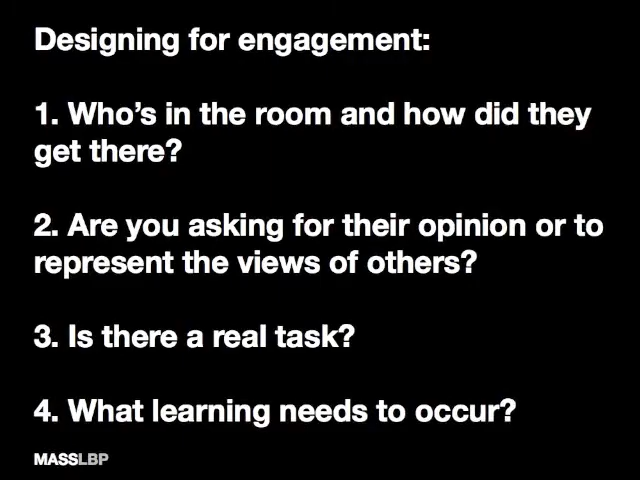 Designing for engagement:
1. Who’s in the room and how did they
get there?
2. Are you asking for their opinion or to
represent the views of others?
3. Is there a real task?
4. What learning needs to occur?
MASSLBP